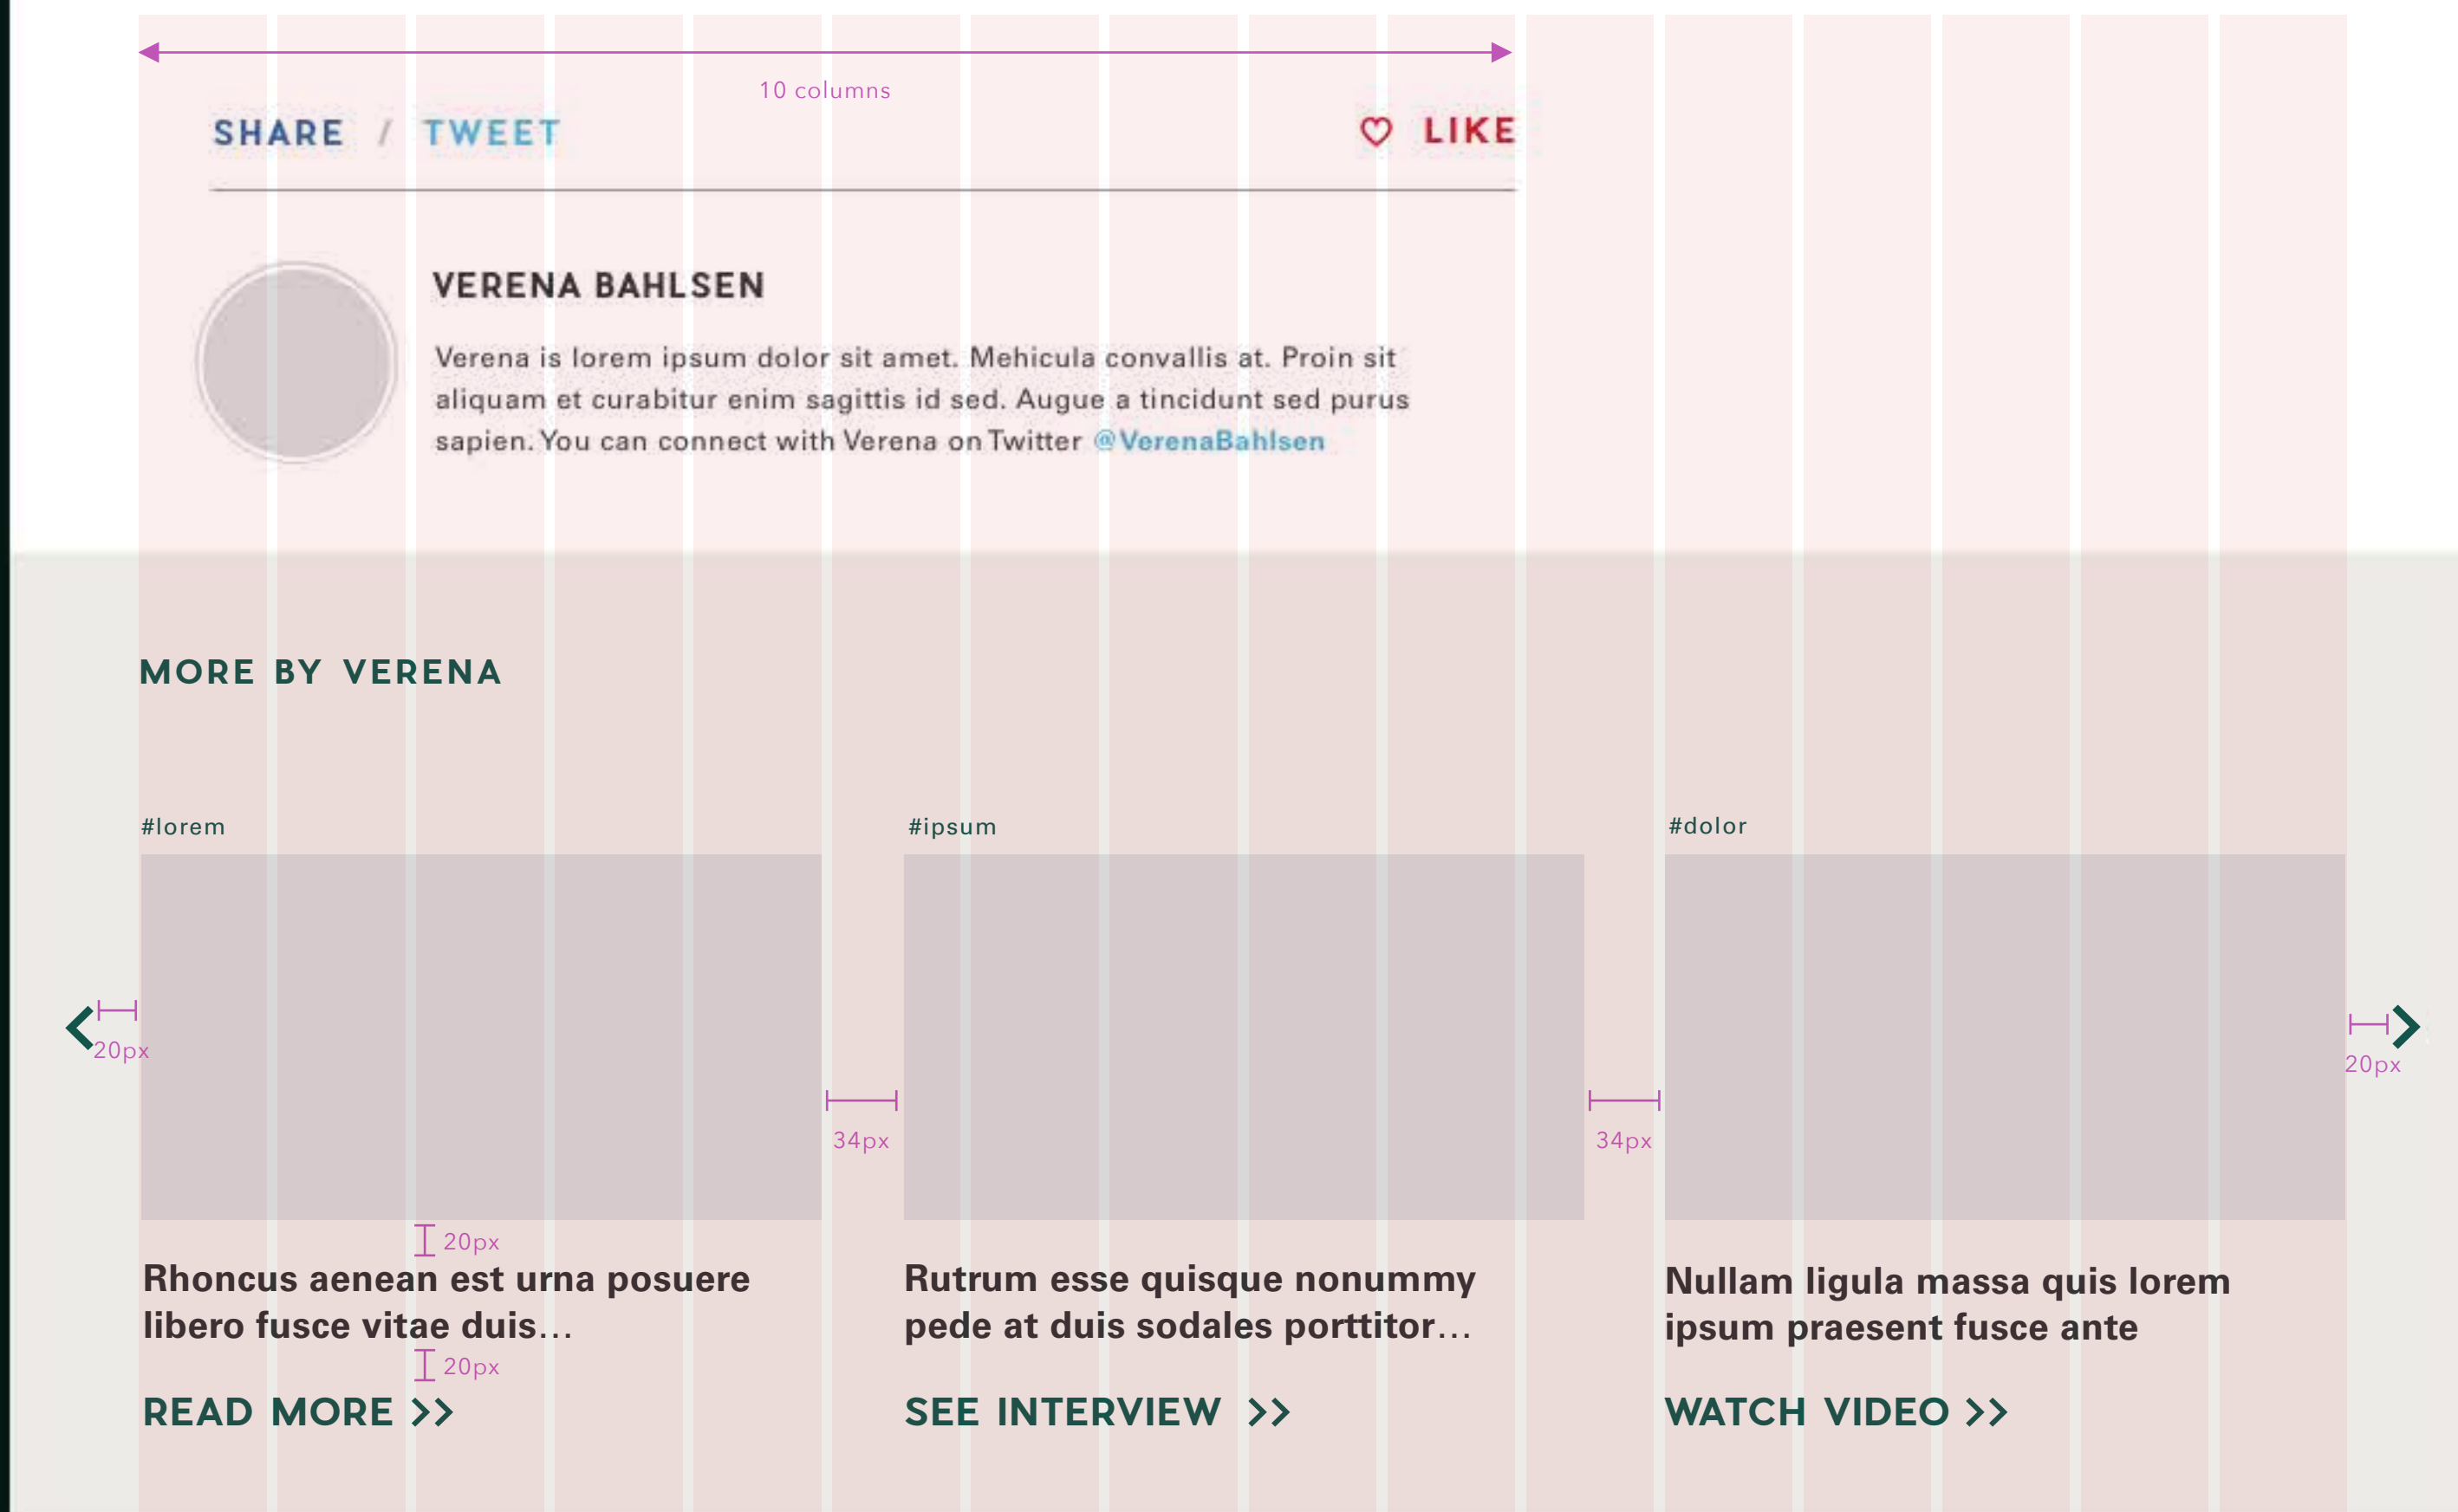 10 columns
SHARE / TWEET
LIKE
VERENA BAHLSEN
Verena is lorem ipsum dolor sit amet. Mehicula convallis at. Proin sit
aliquam et curabitur enim sagittis id sed. Augue a tincidunt sed purus
sapien. You can connect with Verena on Twitter @VerenaBahlsen
MORE BY VERENA
#lorem
#ipsum
#dolor
20px
20px
34px
34px
20px
Rhoncus aenean est urna posuere
libero fusce vitae duis...
20px
READ MORE >>
Rutrum esse quisque nonummy
pede at duis sodales porttitor...
SEE INTERVIEW >>
Nullam ligula massa quis lorem
ipsum praesent fusce ante
WATCH VIDEO >>